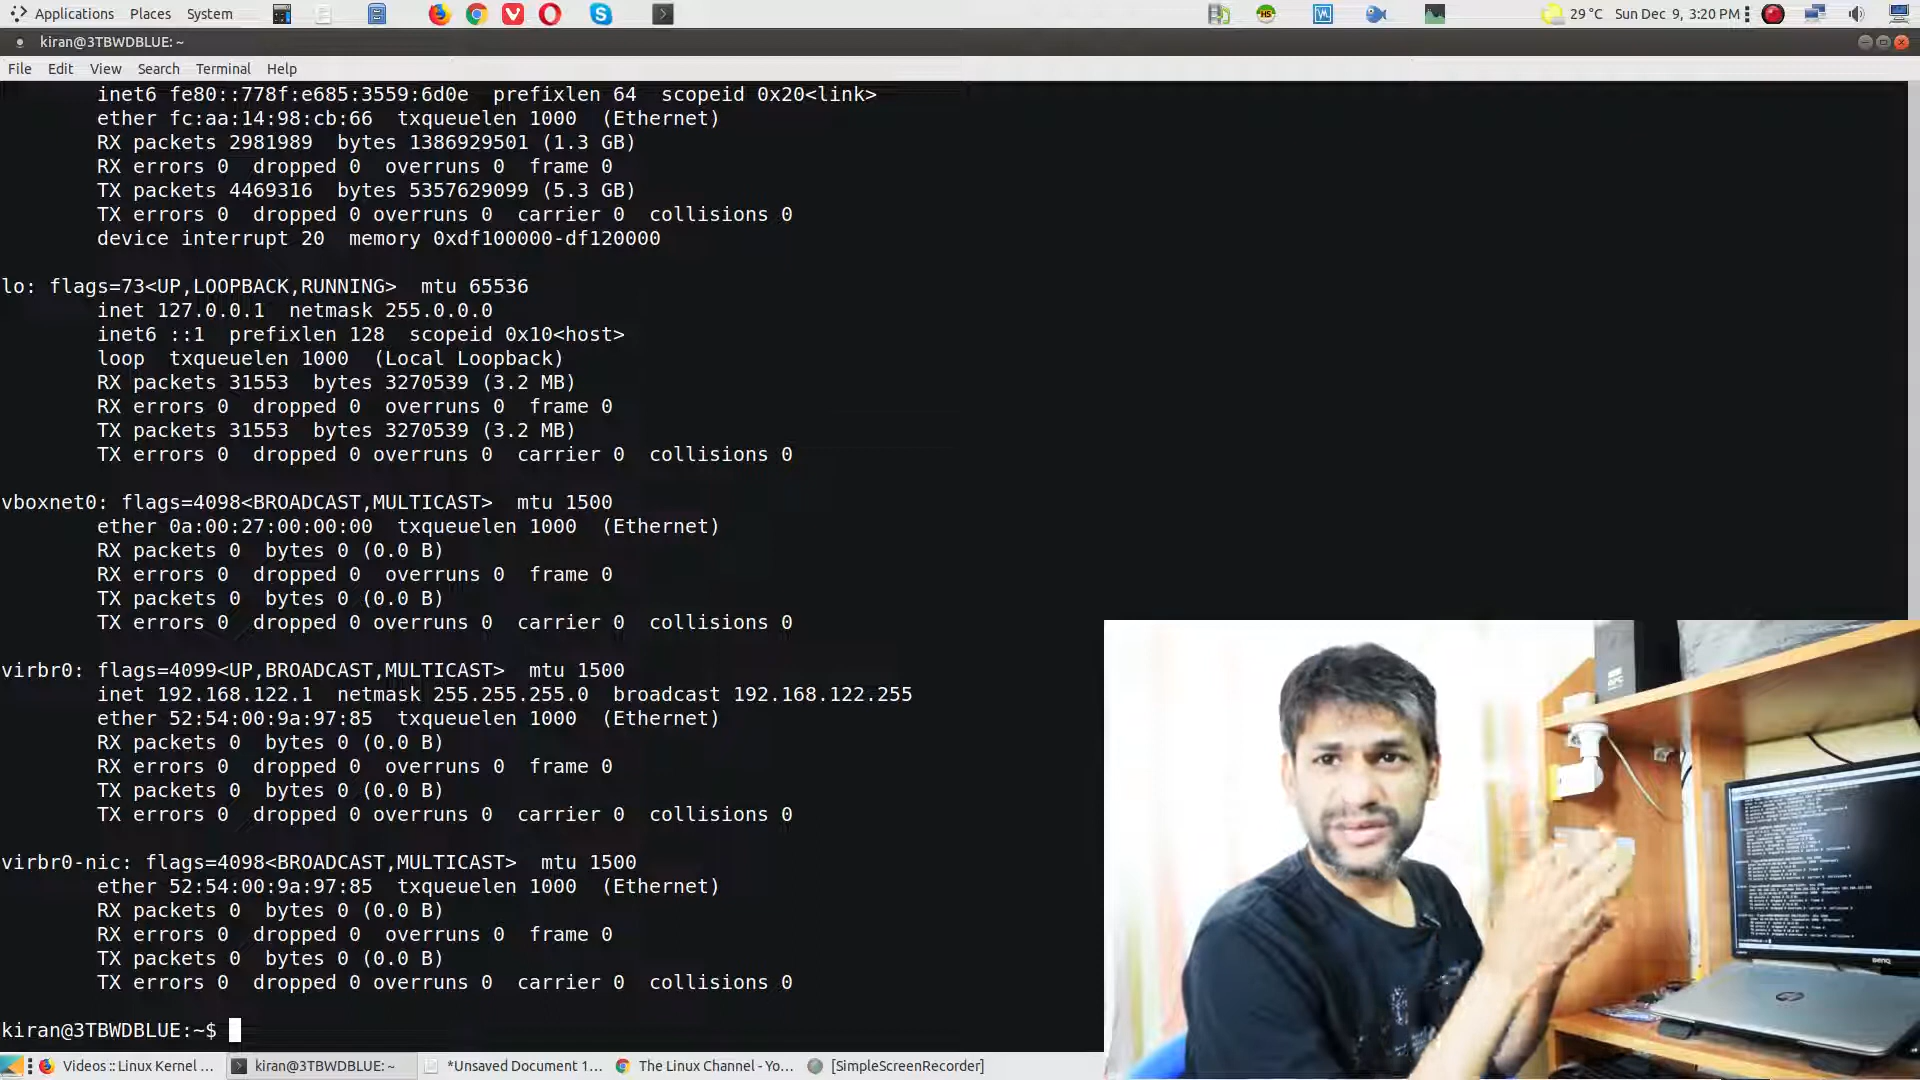 Applications Places System
29 °C Sun Dec 9, 3:20 PM
kiran@3TBWDBLUE: ~
File Edit View Search Terminal Help
inet6 fe80::778f:e685:3559:6d0e prefixlen 64 scopeid 0x20<link>
ether fc:aa:14:98:cb:66 txqueuelen 1000 (Ethernet)
RX packets 2981989 bytes 1386929501 (1.3 GB)
RX errors 0 dropped 0 overruns 0 frame 0
TX packets 4469316 bytes 5357629099 (5.3 GB)
TX errors 0 dropped 0 overruns 0 carrier 0 collisions 0
device interrupt 20 memory 0xdf100000-df120000
lo: flags=73<UP,LOOPBACK,RUNNING> mtu 65536
inet 127.0.0.1 netmask 255.0.0.0
inet6 ::1 prefixlen 128 scopeid 0x10<host>
loop txqueuelen 1000 (Local Loopback)
RX packets 31553 bytes 3270539 (3.2 MB)
RX errors 0 dropped 0 overruns 0 frame 0
TX packets 31553 bytes 3270539 (3.2 MB)
TX errors 0 dropped 0 overruns 0 carrier 0 collisions 0
vboxnet0: flags=4098<BROADCAST,MULTICAST> mtu 1500
ether 0a:00:27:00:00:00 txqueuelen 1000 (Ethernet)
RX packets 0 bytes 0 (0.0 B)
RX errors 0 dropped 0 overruns 0 frame 0
TX packets 0 bytes 0 (0.0 B)
TX errors 0 dropped 0 overruns 0 carrier 0 collisions 0
virbr0: flags=4099<UP,BROADCAST,MULTICAST> mtu 1500
inet 192.168.122.1 netmask 255.255.255.0 broadcast 192.168.122.255
ether 52:54:00:9a:97:85 txqueuelen 1000 (Ethernet)
RX packets 0 bytes 0 (0.0 B)
RX errors 0 dropped 0 overruns 0 frame 0
TX packets 0 bytes 0 (0.0 B)
TX errors 0 dropped 0 overruns 0 carrier 0 collisions 0
virbr0-nic: flags=4098<BROADCAST,MULTICAST> mtu 1500
ether 52:54:00:9a:97:85 txqueuelen 1000 (Ethernet)
RX packets 0 bytes 0 (0.0 B)
RX errors 0 dropped 0 overruns 0 frame 0
TX packets 0 bytes 0 (0.0 B)
TX errors 0 dropped 0 overruns 0 carrier 0 collisions 0
kiran@3TBWDBLUE:~$
BenQ
Videos :: Linux Kernel ... kiran@3TBWDBLUE: ~ *Unsaved Document 1... The Linux Channel - Yo... [SimpleScreenRecorder]